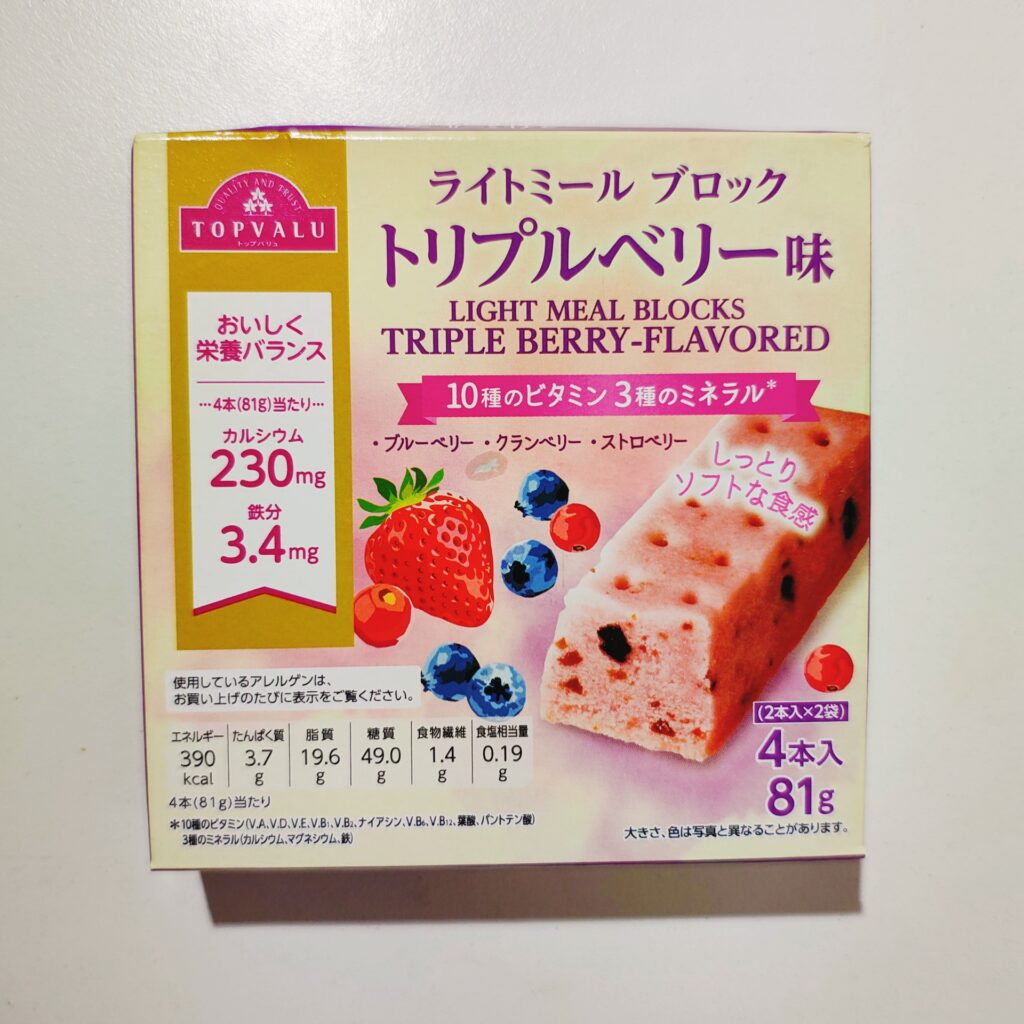 QUALITY AND TRUST
TOPVALU
トップバリュ
おいしく
栄養バランス
…4本(81g)当たり…
カルシウム
230mg
鉄分
3.4mg
ライトミール ブロック
トリプルベリー味
LIGHT MEAL BLOCKS
TRIPLE BERRY-FLAVORED
10種のビタミン 3種のミネラル*
・ブルーベリー ・クランベリー ・ストロベリー
しっとり
ソフトな食感
使用しているアレルゲンは、
お買い上げのたびに表示をご覧ください。
エネルギー たんぱく質 脂質 糖質 食物繊維 食塩相当量
390 3.7 19.6 49.0 1.4 0.19
kcal g g g g g
4本(81g)当たり
*10種のビタミン(V.A、V.D、V.E、V.B1、V.B2、ナイアシン、V.B6、V.B12、葉酸、パントテン酸)
3種のミネラル(カルシウム、マグネシウム、鉄)
(2本入×2袋)
4本入
81g
大きさ、色は写真と異なることがあります。